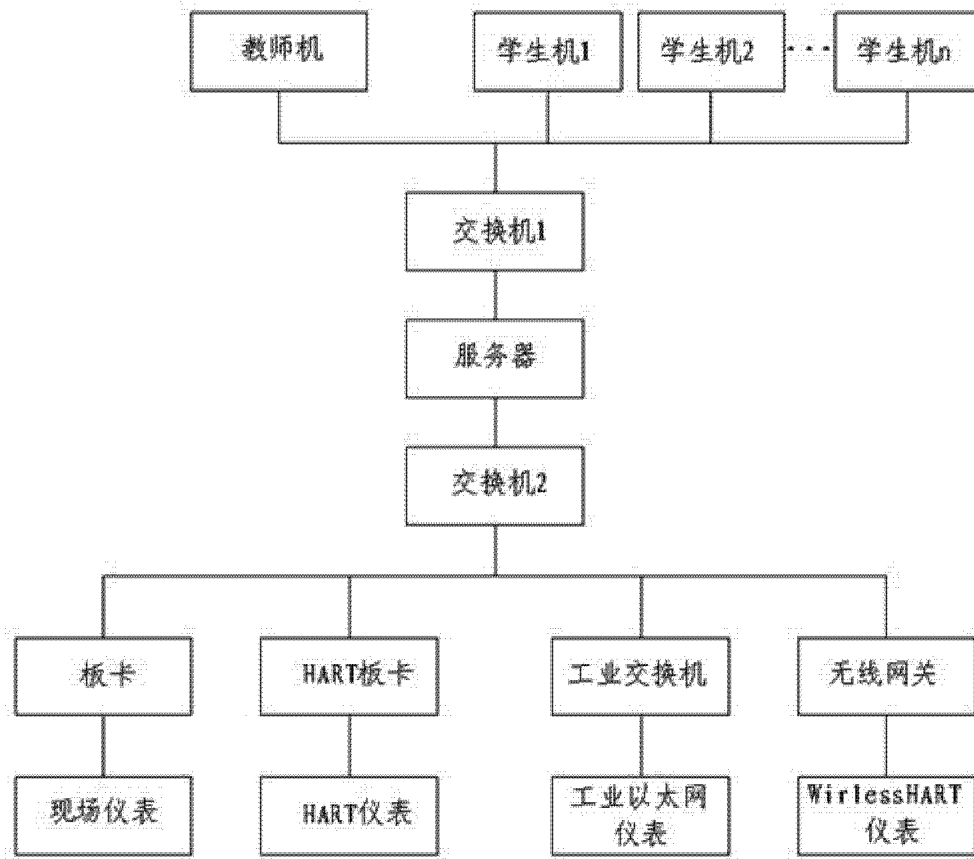 教师机
学生机1
学生机2
···
学生机n
交换机1
服务器
交换机2
板卡
HART板卡
工业交换机
无线网关
现场仪表
HART仪表
工业以太网
仪表
WirlessHART
仪表